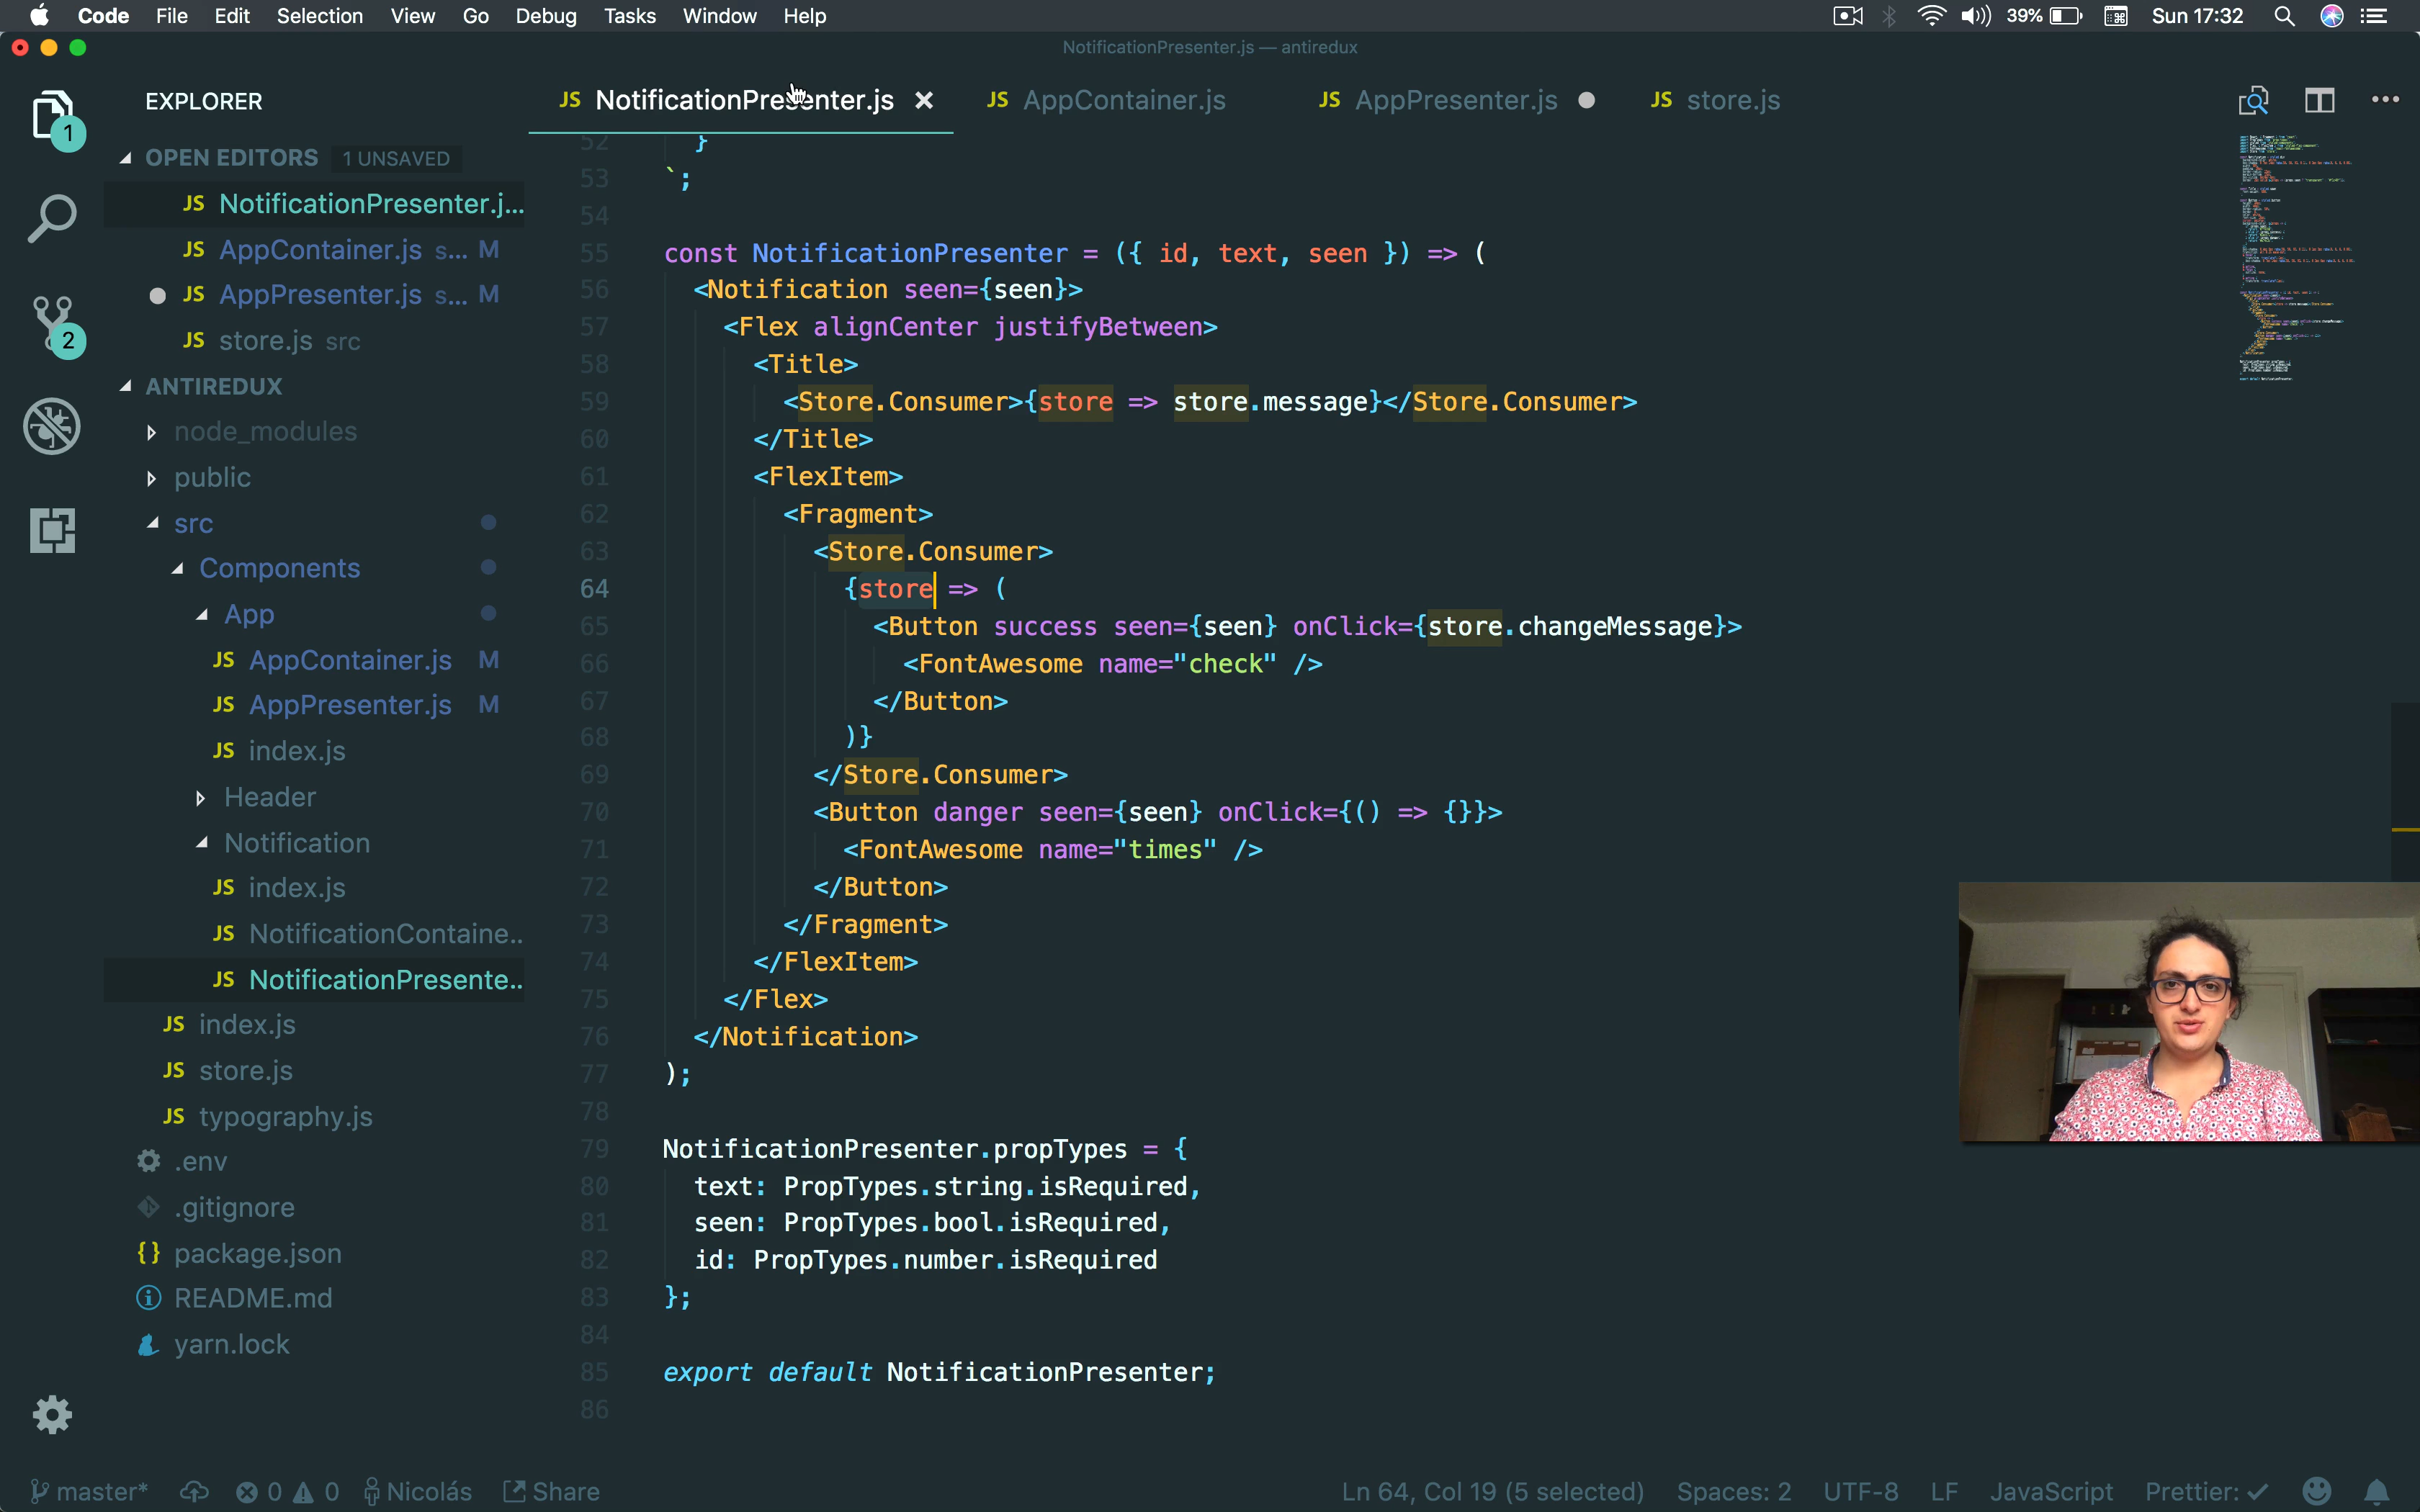 Code File Edit Selection View Go Debug Tasks Window Help 39% Sun 17:32
NotificationPresenter.js — antiredux
EXPLORER
JS NotificationPresenter.js JS AppContainer.js JS AppPresenter.js JS store.js
1
OPEN EDITORS 1 UNSAVED
JS NotificationPresenter.j...
JS AppContainer.js s... M
JS AppPresenter.js s... M
JS store.js src
2
ANTIREDUX
node_modules
public
src
Components
App
JS AppContainer.js M
JS AppPresenter.js M
JS index.js
Header
Notification
JS index.js
JS NotificationContaine..
JS NotificationPresente..
JS index.js
JS store.js
JS typography.js
.env
.gitignore
{} package.json
README.md
yarn.lock
52 }
53 `;
54
55 const NotificationPresenter = ({ id, text, seen }) => (
56 <Notification seen={seen}>
57 <Flex alignCenter justifyBetween>
58 <Title>
59 <Store.Consumer>{store => store.message}</Store.Consumer>
60 </Title>
61 <FlexItem>
62 <Fragment>
63 <Store.Consumer>
64 {store => (
65 <Button success seen={seen} onClick={store.changeMessage}>
66 <FontAwesome name="check" />
67 </Button>
68 )}
69 </Store.Consumer>
70 <Button danger seen={seen} onClick={() => {}}>
71 <FontAwesome name="times" />
72 </Button>
73 </Fragment>
74 </FlexItem>
75 </Flex>
76 </Notification>
77 );
78
79 NotificationPresenter.propTypes = {
80 text: PropTypes.string.isRequired,
81 seen: PropTypes.bool.isRequired,
82 id: PropTypes.number.isRequired
83 };
84
85 export default NotificationPresenter;
86
master* 0 0 Nicolás Share Ln 64, Col 19 (5 selected) Spaces: 2 UTF-8 LF JavaScript Prettier: ✓